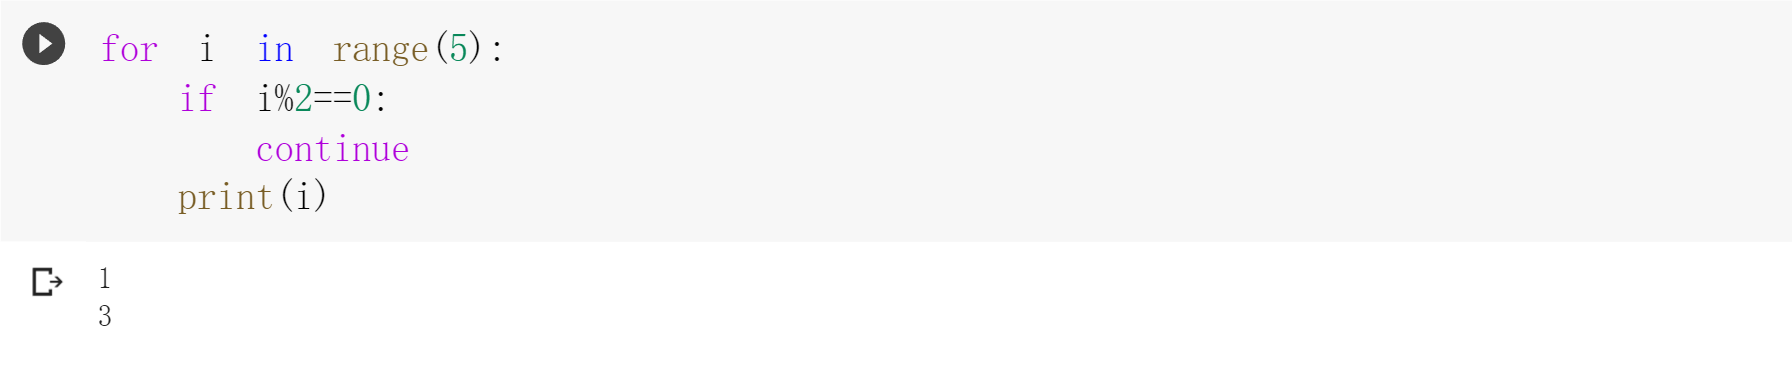 for i in range(5):
    if i%2==0:
        continue
    print(i)
1
3